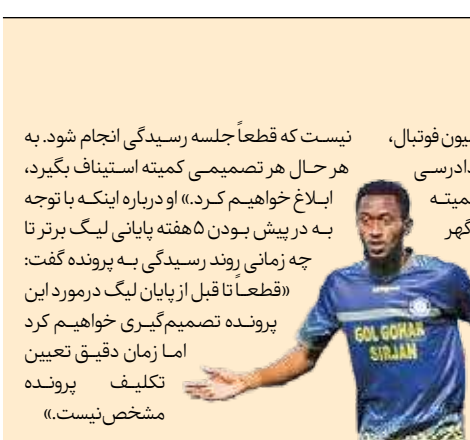 یون فوتبال،
دادرسی
میته
گهر
نیست که قطعاً جلسه رسیدگی انجام شود. به
هر حال هر تصمیمی کمیته استیناف بگیرد،
ابلاغ خواهیم کرد.» او درباره اینکه با توجه
به در پیش بودن ۵هفته پایانی لیگ برتر تا
چه زمانی روند رسیدگی به پرونده گفت:
«قطعا تا قبل از پایان لیگ درمورد این
پرونده تصمیم‌گیری خواهیم کرد
اما زمان دقیق تعیین
تکلیف پرونده
مشخص نیست.»
GOL GOHAR
SIRJAN